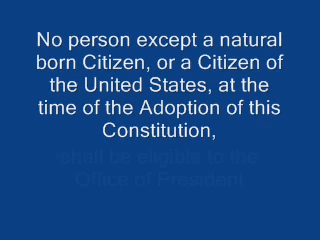 No person except a natural
born Citizen, or a Citizen of
the United States, at the
time of the Adoption of this
Constitution,
shall be eligible to the
Office of President